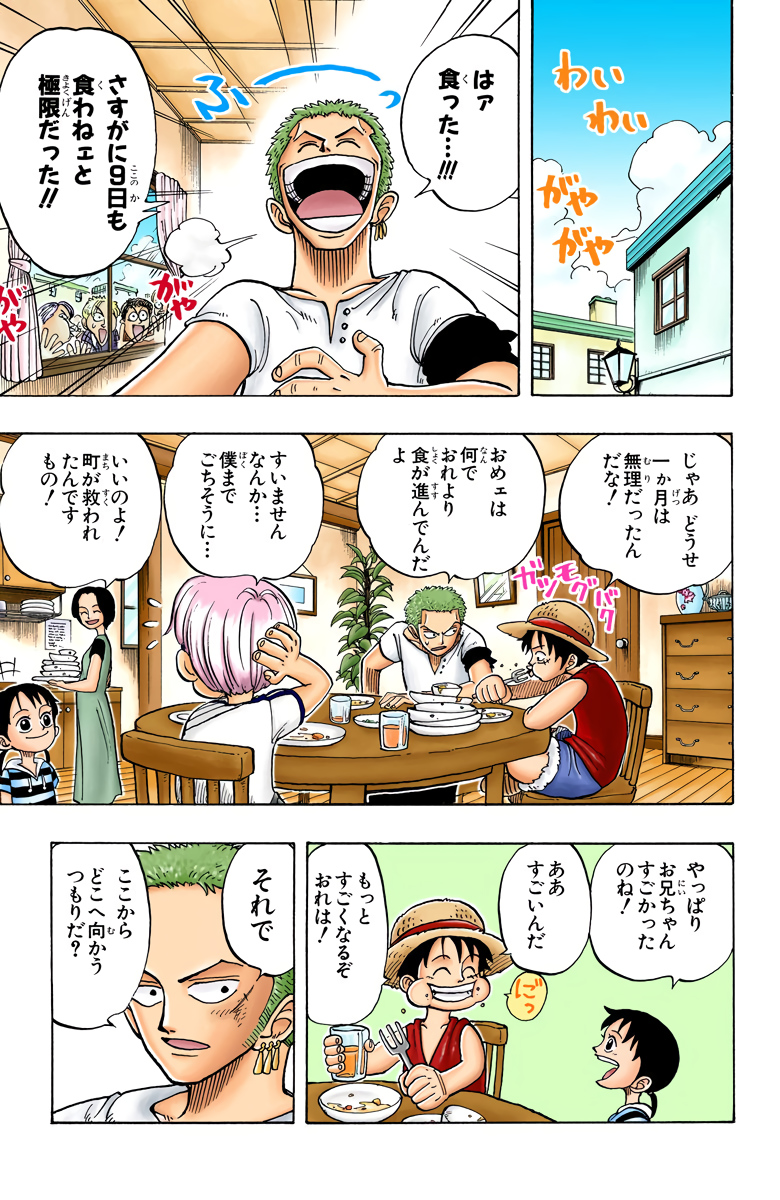 わい
わい
がや
がや
はァ
食った…!!!
ふーっ
さすがに9日も
食わねェと
極限だった!!
がや
がや
じゃあ どうせ
一か月は
無理だったん
だな!
おめェは
何で
おれより
食が進んでんだ
よ
ガツモグバク
すいません
なんか…
僕まで
ごちそうに…
いいのよ!
町が救われ
たんです
もの!
やっぱり
お兄ちゃん
すごかった
のね!
ああ
すごいんだ
にっ
もっと
すごくなるぞ
おれは!
それで
ここから
どこへ向かう
つもりだ?